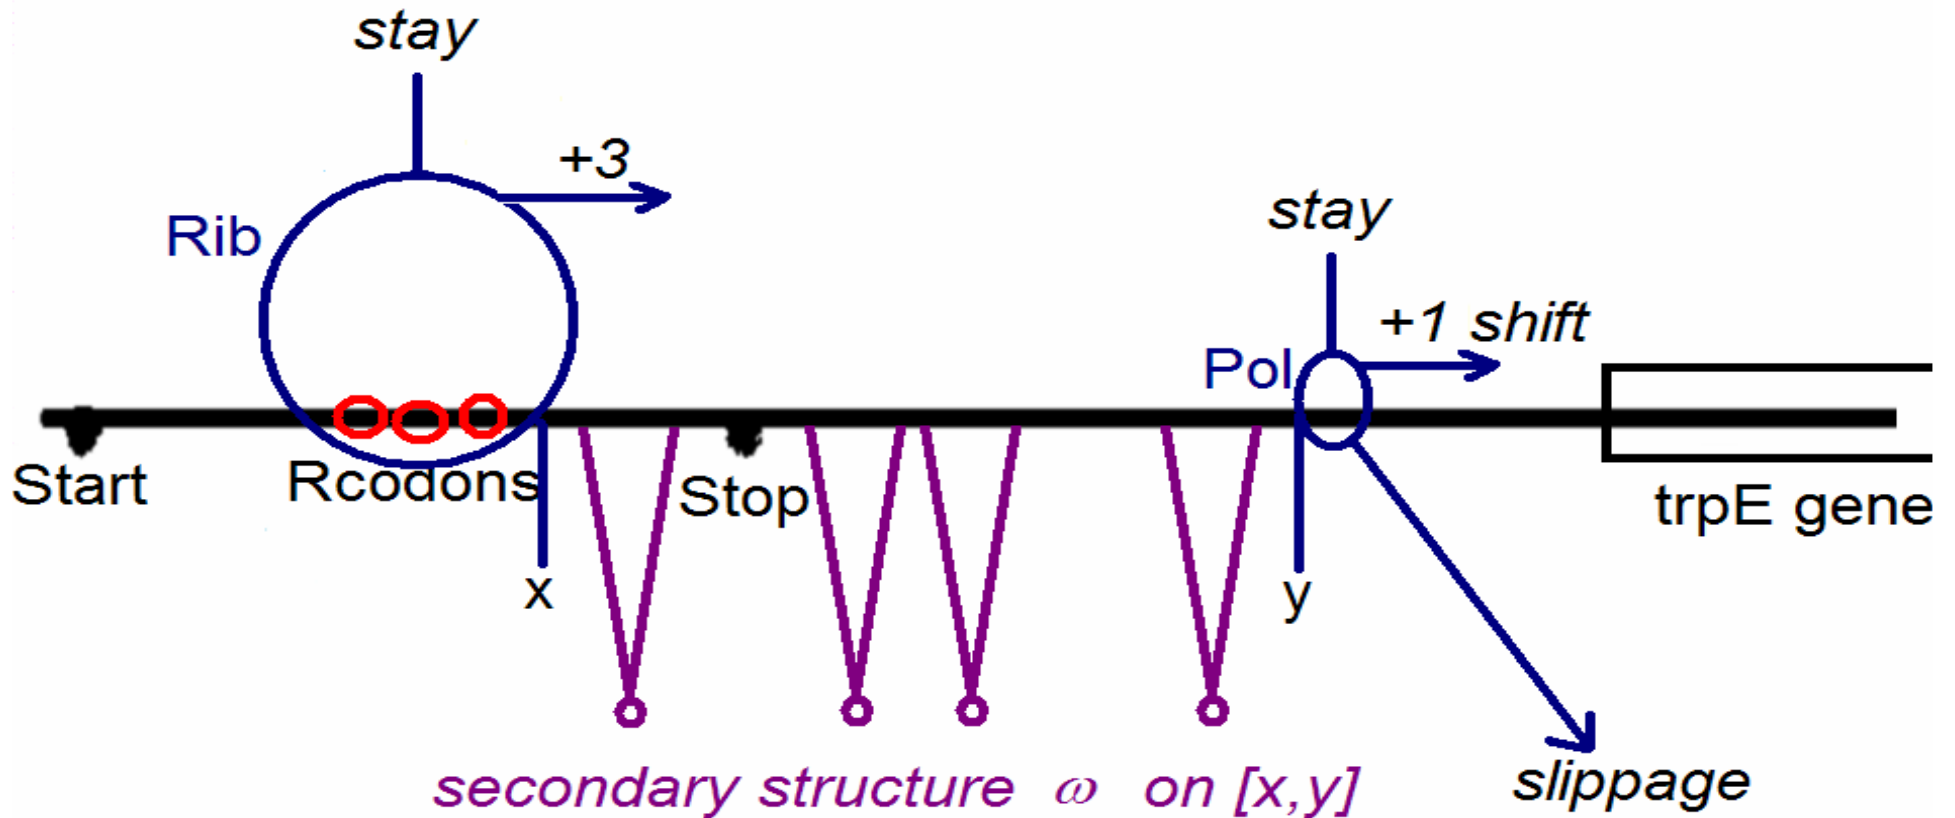 stay
+3
Rib
stay
+1 shift
Pol
Start
Rcodons
Stop
trpE gene
x
y
secondary structure ω on [x,y]
slippage